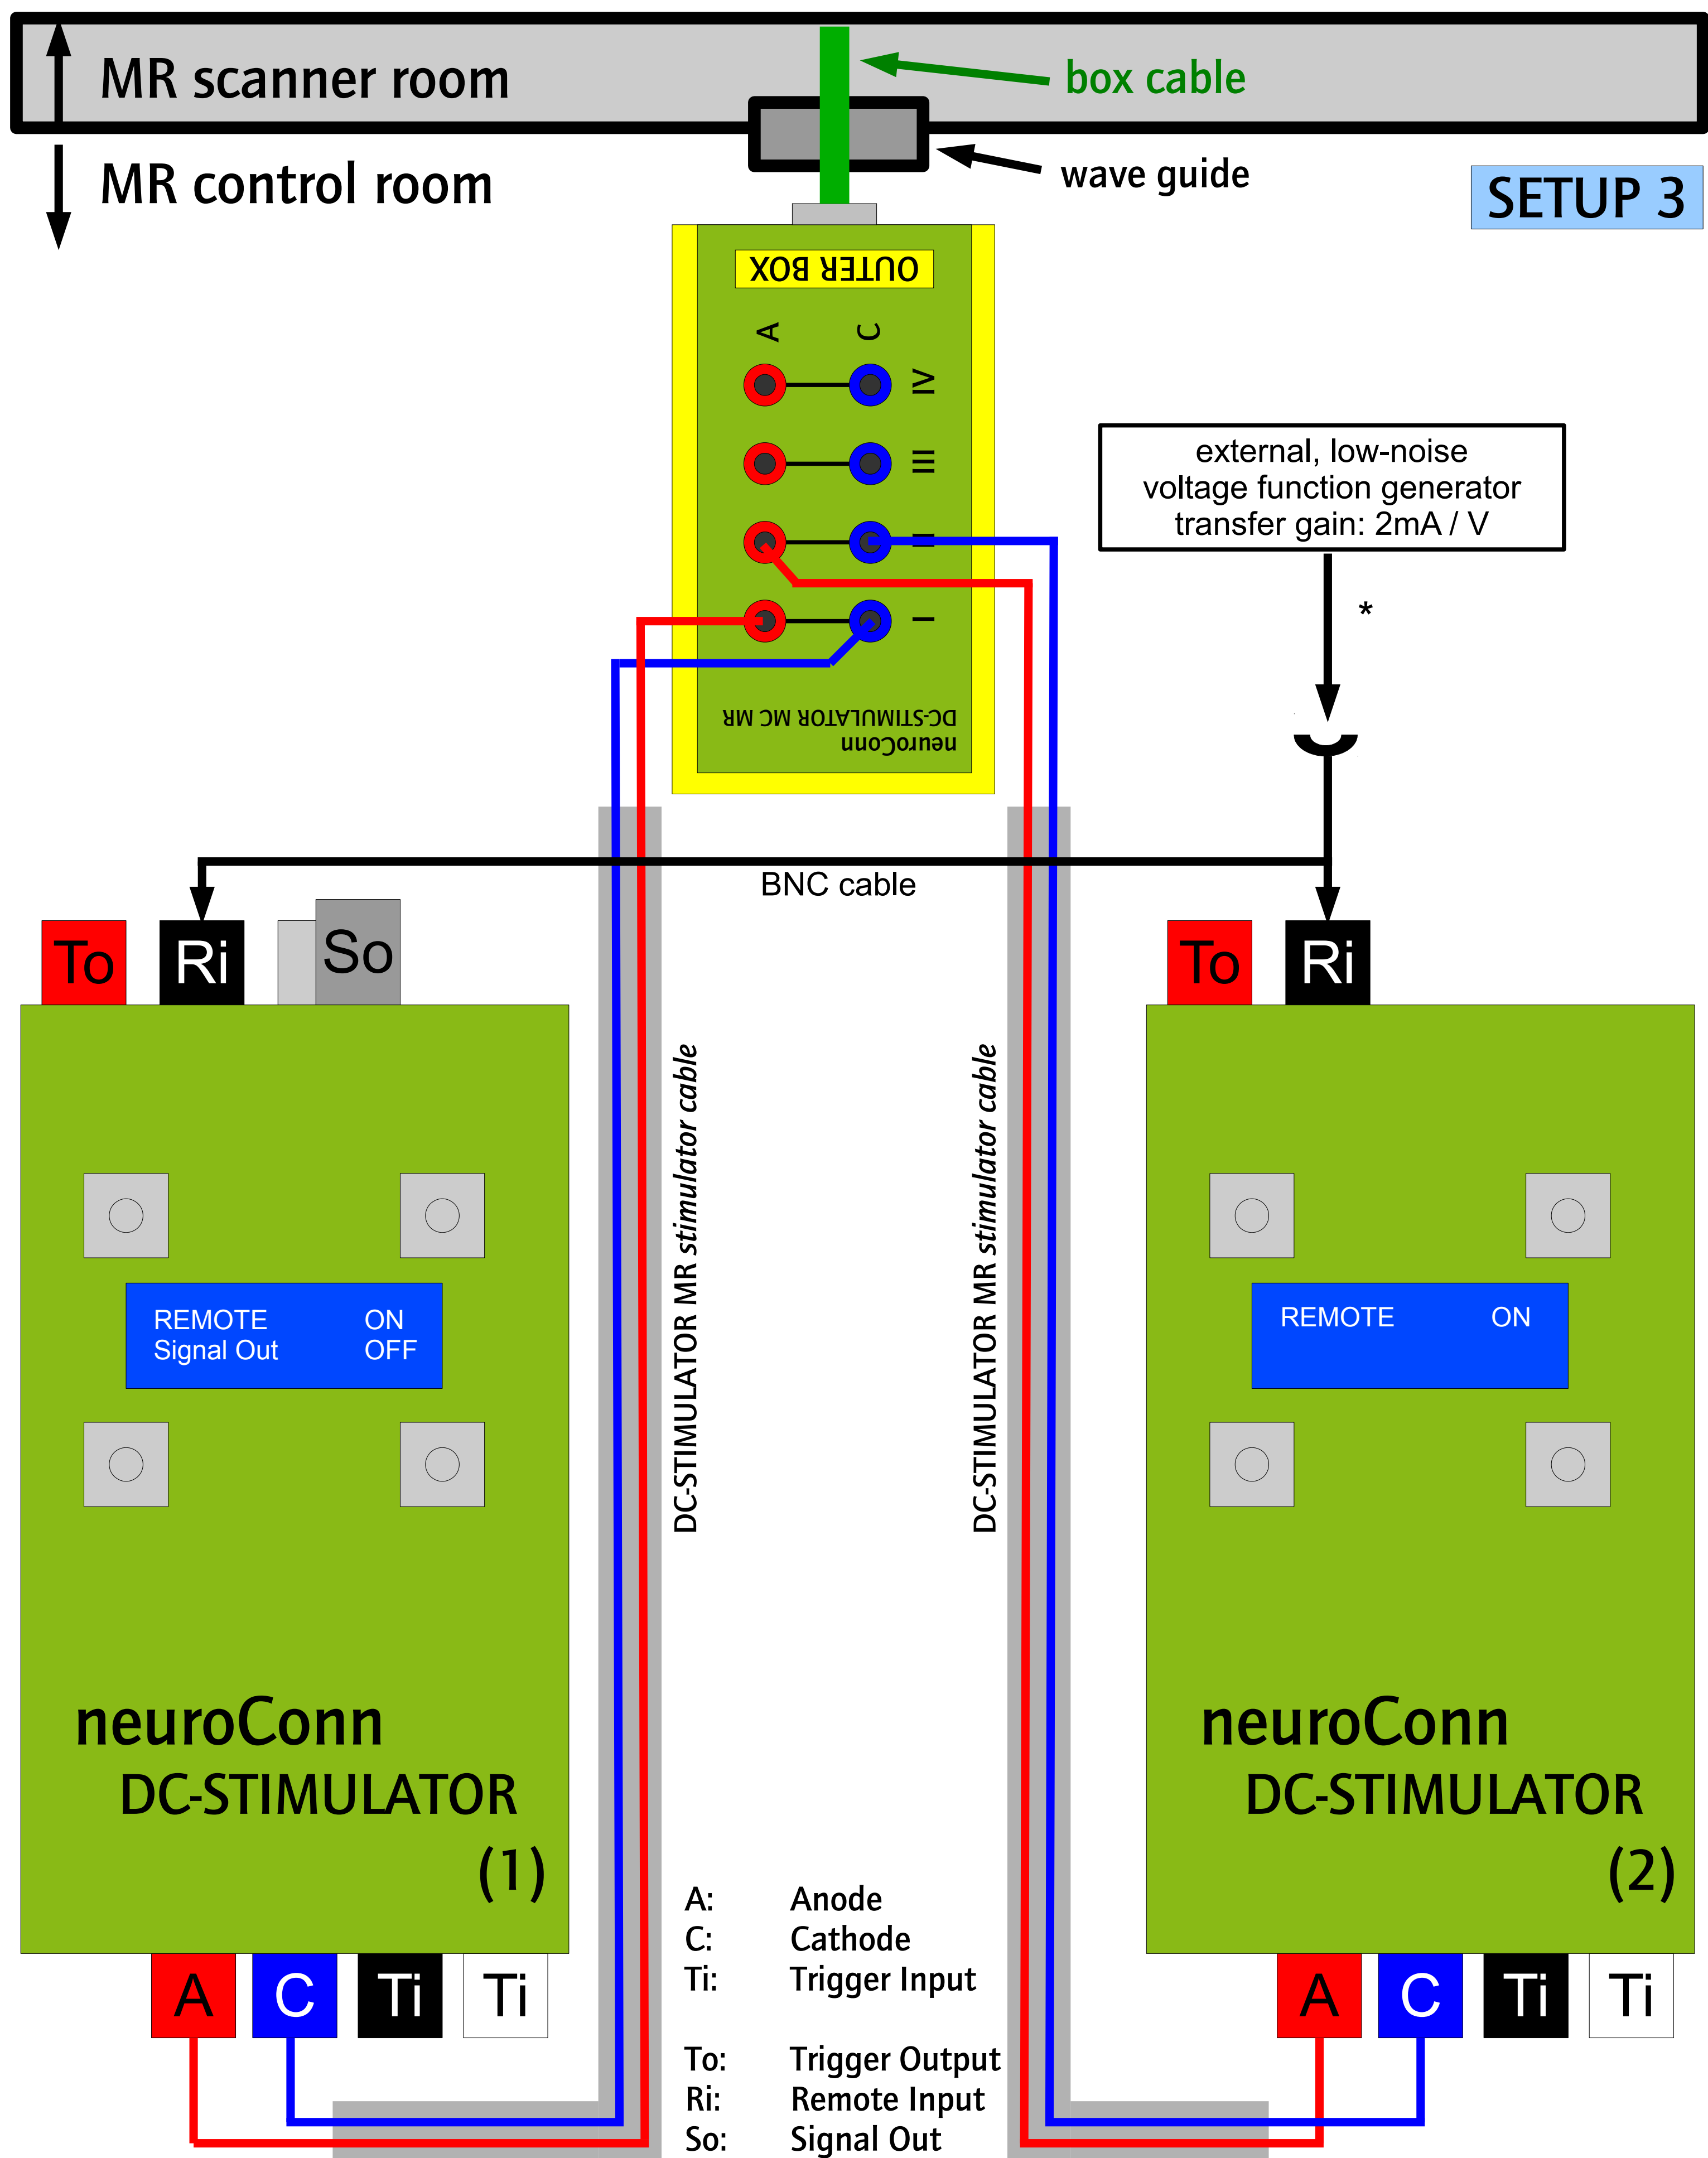 MR scanner room
box cable
MR control room
wave guide
SETUP 3
OUTER BOX
A C
IV
III
II
I
neuroConn
DC-STIMULATOR MC MR
external, low-noise
voltage function generator
transfer gain: 2mA / V
*
BNC cable
To Ri So
To Ri
DC-STIMULATOR MR stimulator cable
DC-STIMULATOR MR stimulator cable
REMOTE ON
Signal Out OFF
REMOTE ON
neuroConn
DC-STIMULATOR
(1)
neuroConn
DC-STIMULATOR
(2)
A C Ti Ti
A: Anode
C: Cathode
Ti: Trigger Input
To: Trigger Output
Ri: Remote Input
So: Signal Out
A C Ti Ti